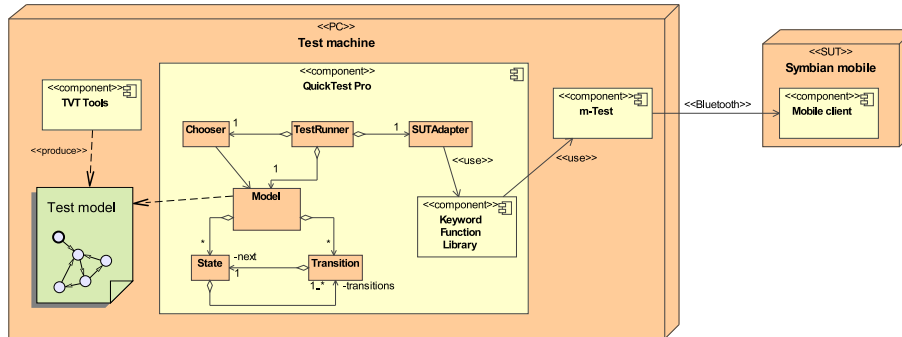 <<PC>>
Test machine
<<component>>
TVT Tools
<<produce>>
Test model
<<component>>
QuickTest Pro
Chooser
1
TestRunner
1
SUTAdapter
1
<<use>>
Model
*
*
State
-next
1
Transition
1..*
-transitions
<<component>>
Keyword
Function
Library
<<use>>
<<component>>
m-Test
<<Bluetooth>>
<<SUT>>
Symbian mobile
<<component>>
Mobile client